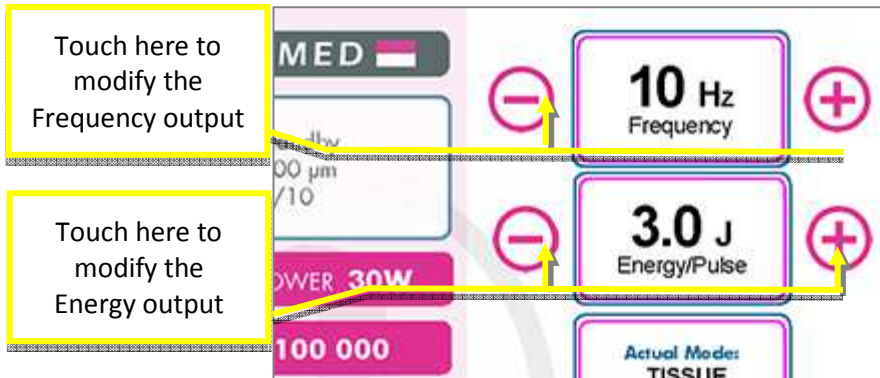 Touch here to
modify the
Frequency output
Touch here to
modify the
Energy output
MED
00 µm
/10
OWER 30W
100 000
10 Hz
Frequency
3.0 J
Energy/Pulse
Actual Mode:
TISSUE